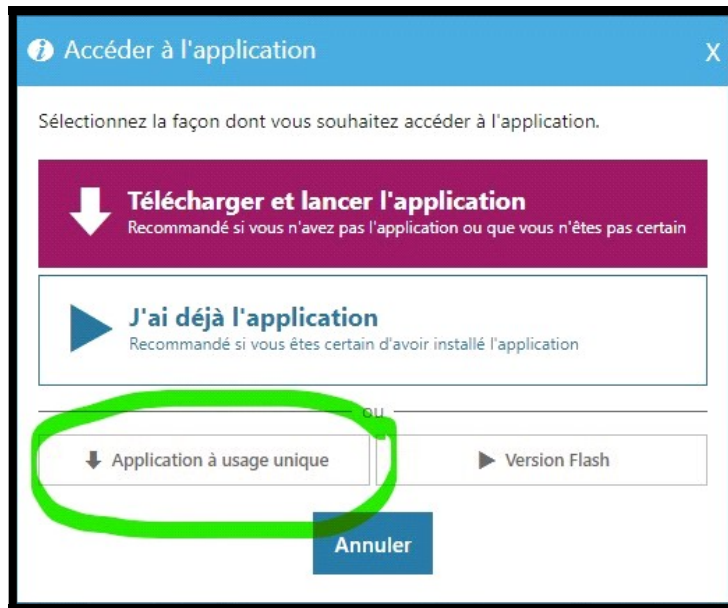 Accéder à l'application
X
Sélectionnez la façon dont vous souhaitez accéder à l'application.
Télécharger et lancer l'application
Recommandé si vous n'avez pas l'application ou que vous n'êtes pas certain
J'ai déjà l'application
Recommandé si vous êtes certain d'avoir installé l'application
ou
Application à usage unique
Version Flash
Annuler